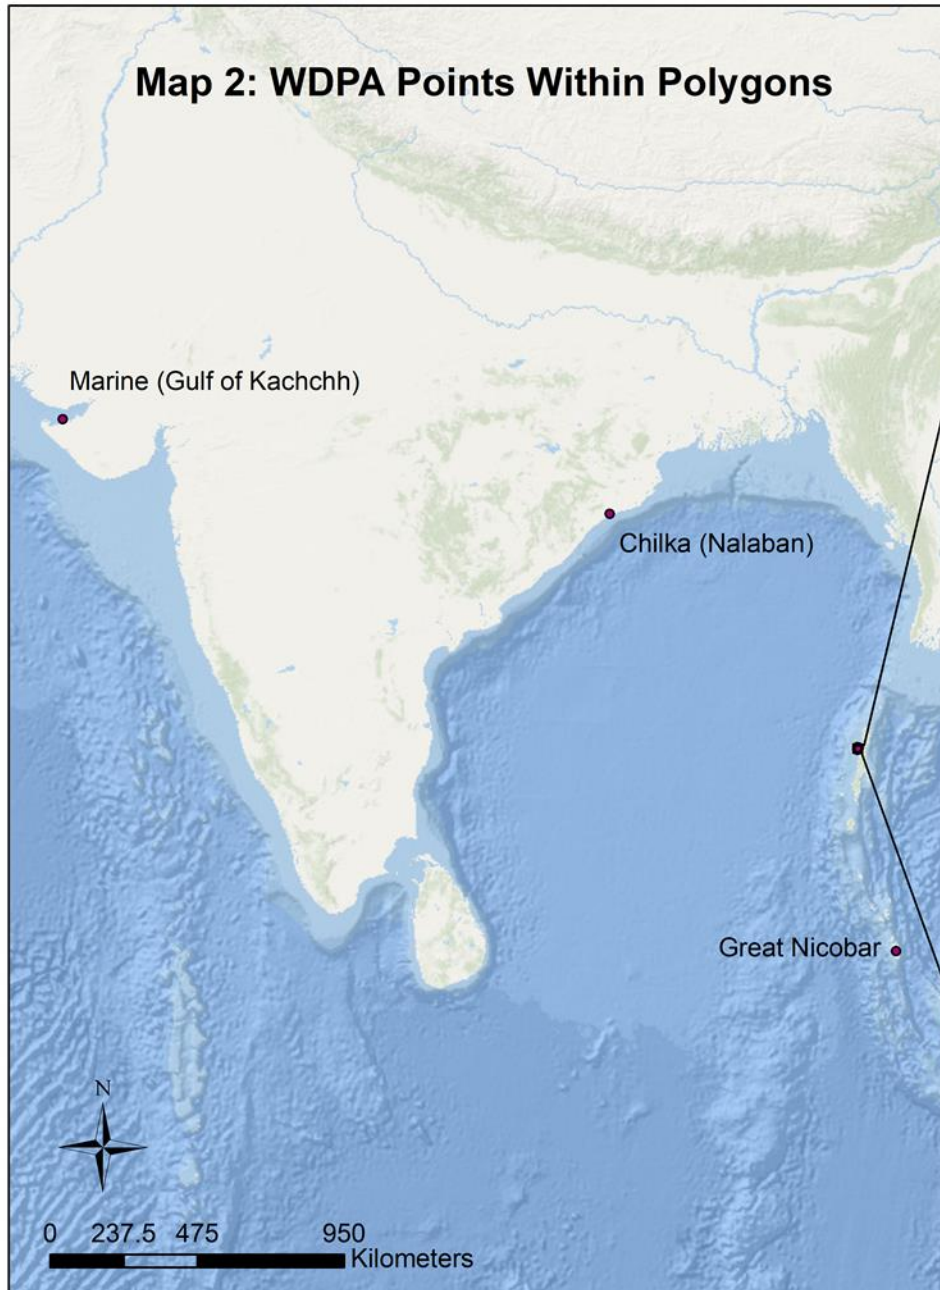 Map 2: WDPA Points Within Polygons
Marine (Gulf of Kachchh)
Chilka (Nalaban)
Great Nicobar
N
0 237.5 475 950
Kilometers